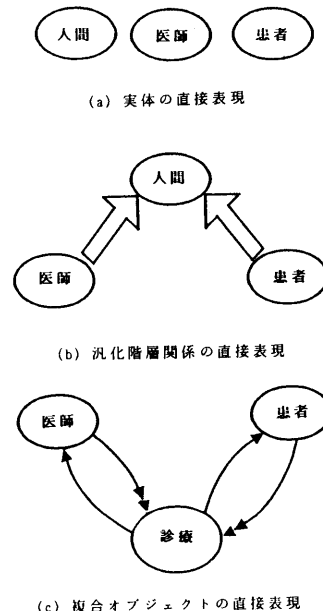 人間 医師 患者
(a) 実体の直接表現
人間
医師 患者
(b) 汎化階層関係の直接表現
医師 患者
診療
(c) 複合オブジェクトの直接表現